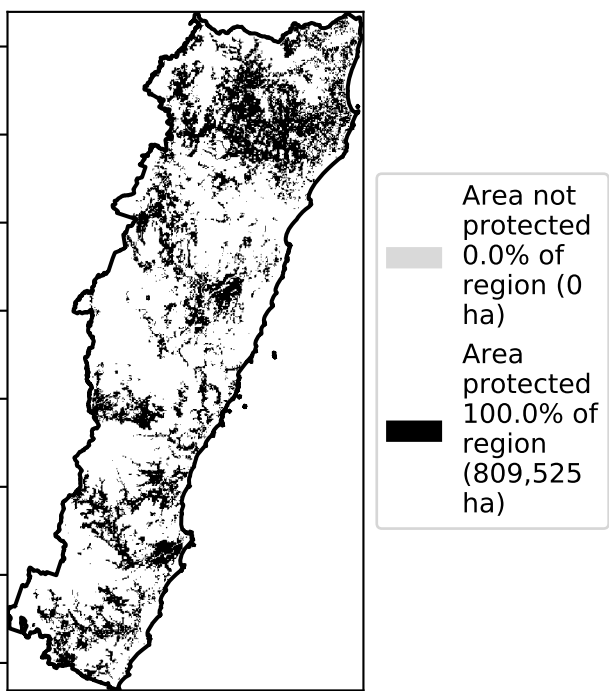 Area not
protected
0.0% of
region (0
ha)
Area
protected
100.0% of
region
(809,525
ha)